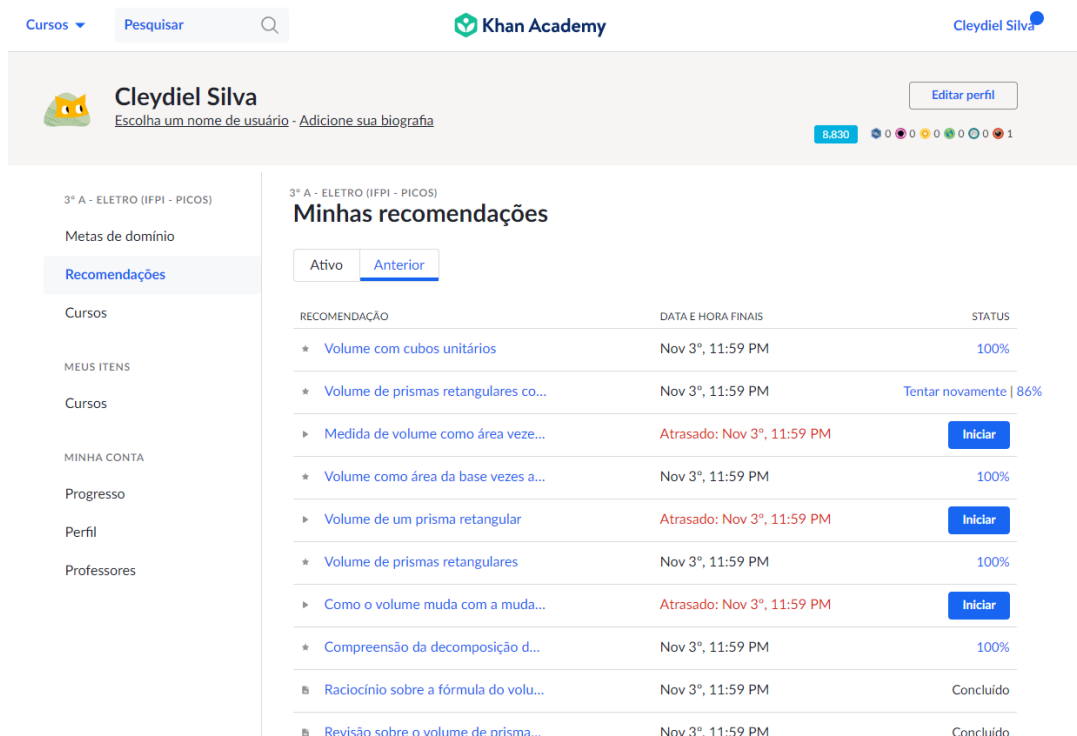 Cursos
Pesquisar
Khan Academy
Cleydiel Silva
Cleydiel Silva
Escolha um nome de usuário - Adicione sua biografia
Editar perfil
8,830 0 0 0 0 0 1
3º A - ELETRO (IFPI - PICOS)
Metas de domínio
Recomendações
Cursos
MEUS ITENS
Cursos
MINHA CONTA
Progresso
Perfil
Professores
3º A - ELETRO (IFPI - PICOS)
Minhas recomendações
Ativo Anterior
RECOMENDAÇÃO DATA E HORA FINAIS STATUS
Volume com cubos unitários Nov 3º, 11:59 PM 100%
Volume de prismas retangulares co... Nov 3º, 11:59 PM Tentar novamente | 86%
Medida de volume como área veze... Atrasado: Nov 3º, 11:59 PM Iniciar
Volume como área da base vezes a... Nov 3º, 11:59 PM 100%
Volume de um prisma retangular Atrasado: Nov 3º, 11:59 PM Iniciar
Volume de prismas retangulares Nov 3º, 11:59 PM 100%
Como o volume muda com a muda... Atrasado: Nov 3º, 11:59 PM Iniciar
Compreensão da decomposição d... Nov 3º, 11:59 PM 100%
Raciocínio sobre a fórmula do volu... Nov 3º, 11:59 PM Concluído
Revisão sobre o volume de prisma... Nov 3º, 11:59 PM Concluído